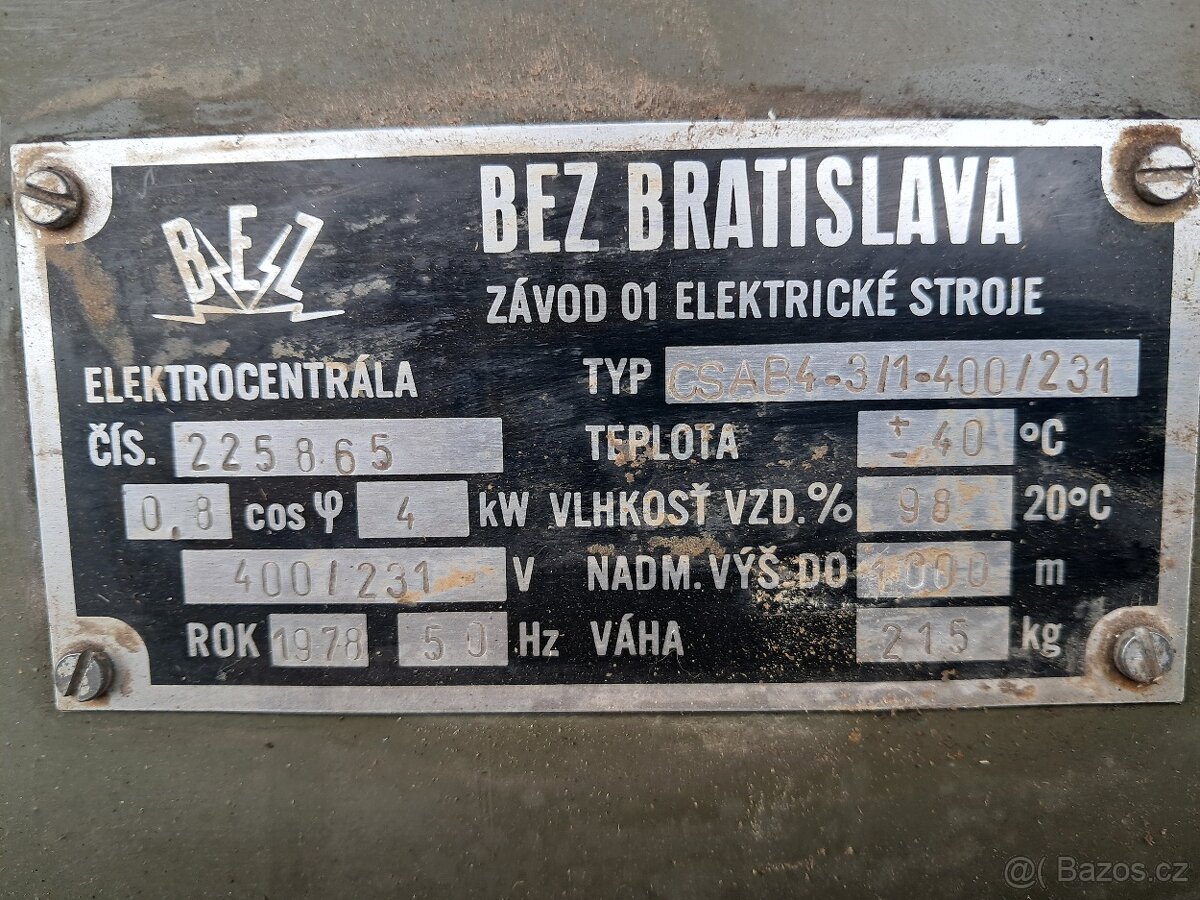 BEZ
BEZ BRATISLAVA
ZÁVOD 01 ELEKTRICKÉ STROJE
ELEKTROCENTRÁLA
TYP CSAB4-3/1-400/231
ČÍS. 225865
TEPLOTA ± 40 °C
0,8 cos φ 4 kW
VLHKOSŤ VZD. % 98 20°C
400/231 V
NADM. VÝŠ. DO 1000 m
ROK 1978 50 Hz
VÁHA 215 kg
@( Bazos.cz